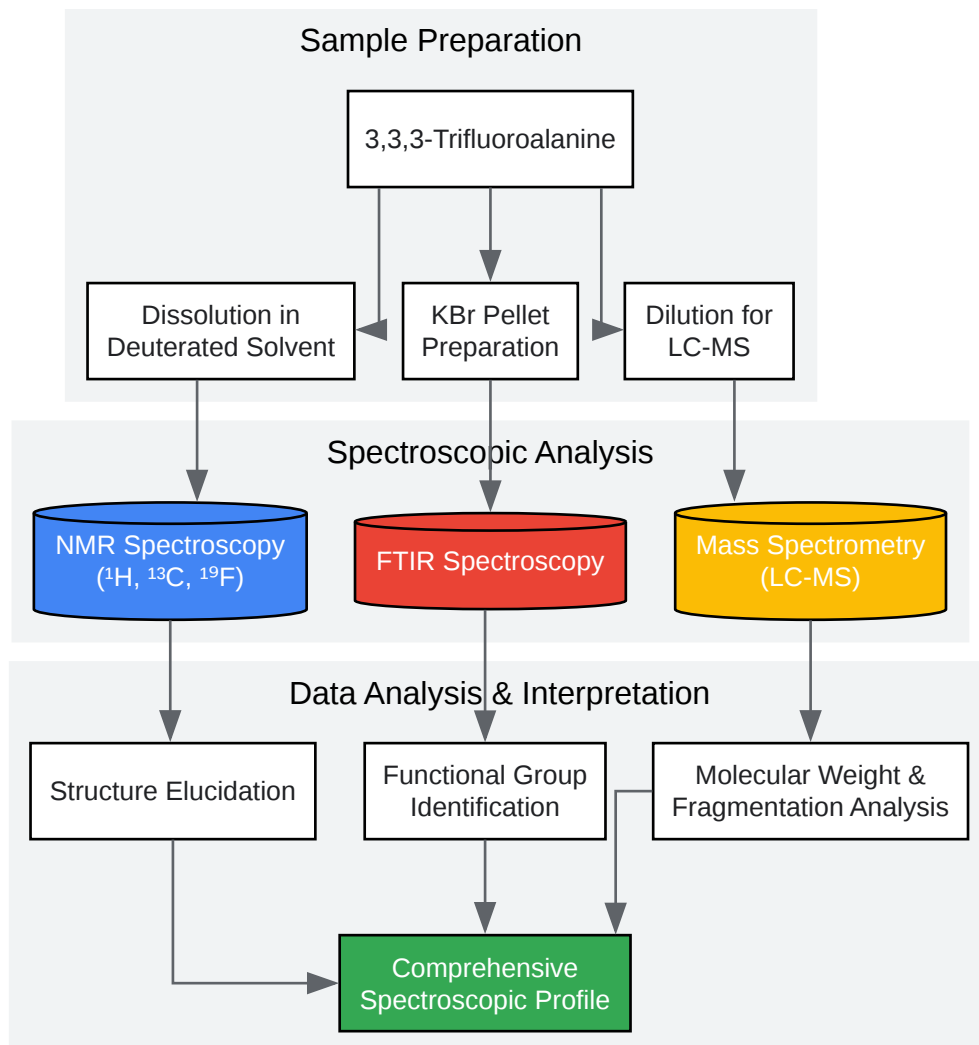 Sample Preparation
3,3,3-Trifluoroalanine
Dissolution in
Deuterated Solvent
KBr Pellet
Preparation
Dilution for
LC-MS
Spectroscopic Analysis
NMR Spectroscopy
(¹H, ¹³C, ¹⁹F)
FTIR Spectroscopy
Mass Spectrometry
(LC-MS)
Data Analysis & Interpretation
Structure Elucidation
Functional Group
Identification
Molecular Weight &
Fragmentation Analysis
Comprehensive
Spectroscopic Profile